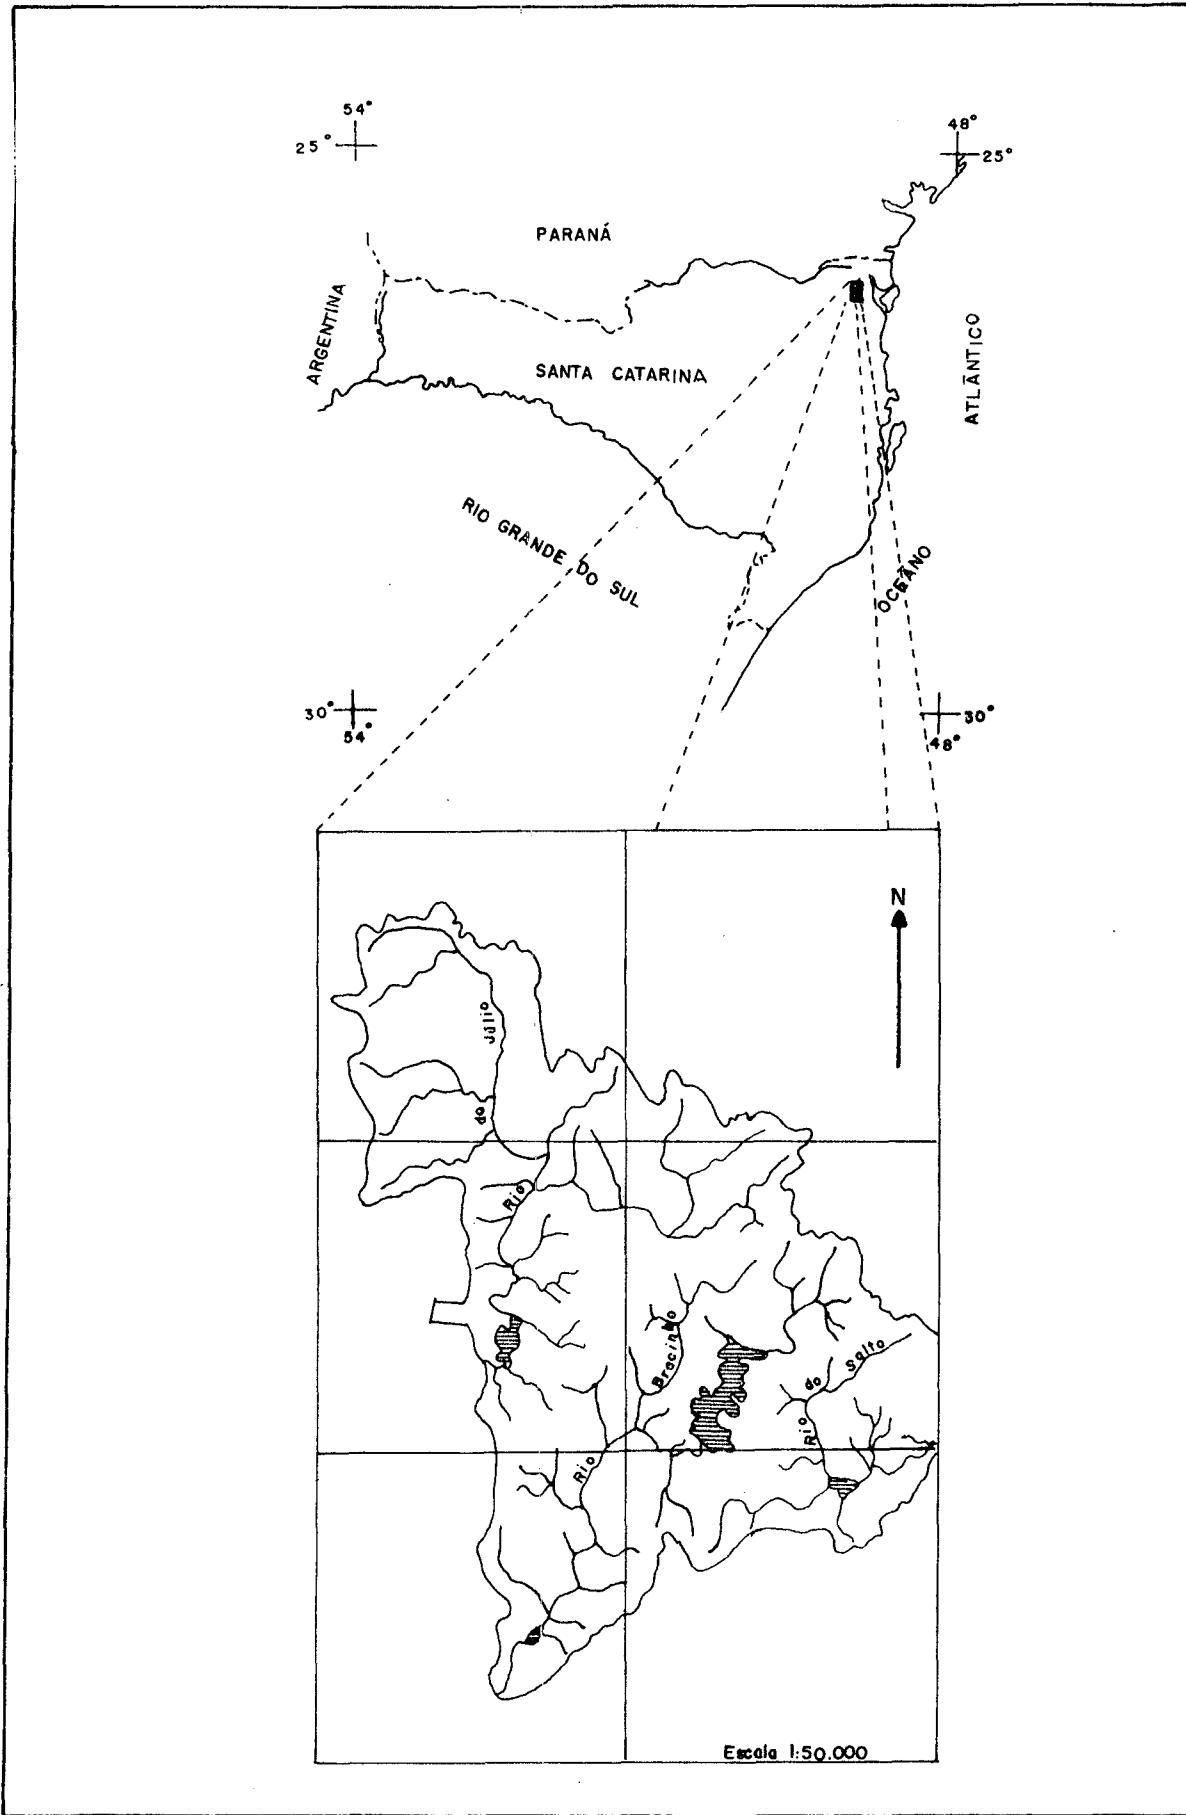 54°
25°
48°
25°
PARANÁ
ARGENTINA
SANTA CATARINA
ATLÂNTICO
RIO GRANDE DO SUL
OCEÂNO
30°
54°
30°
48°
N
Rio do Júlio
Rio Bracinho
Rio do Salto
Escala 1:50.000